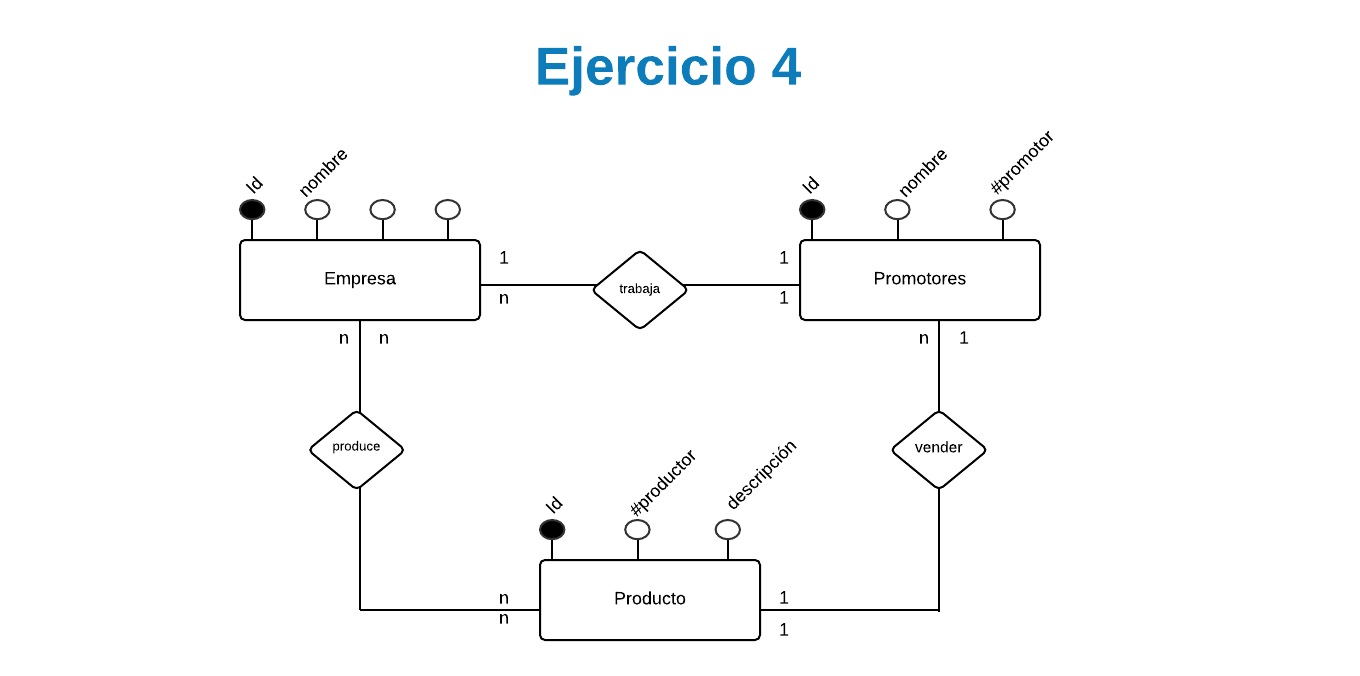 Ejercicio 4
Id
nombre
Id
nombre
#promotor
Empresa
1
n
trabaja
1
1
Promotores
n
n
n
1
produce
vender
Id
#productor
descripción
n
n
Producto
1
1